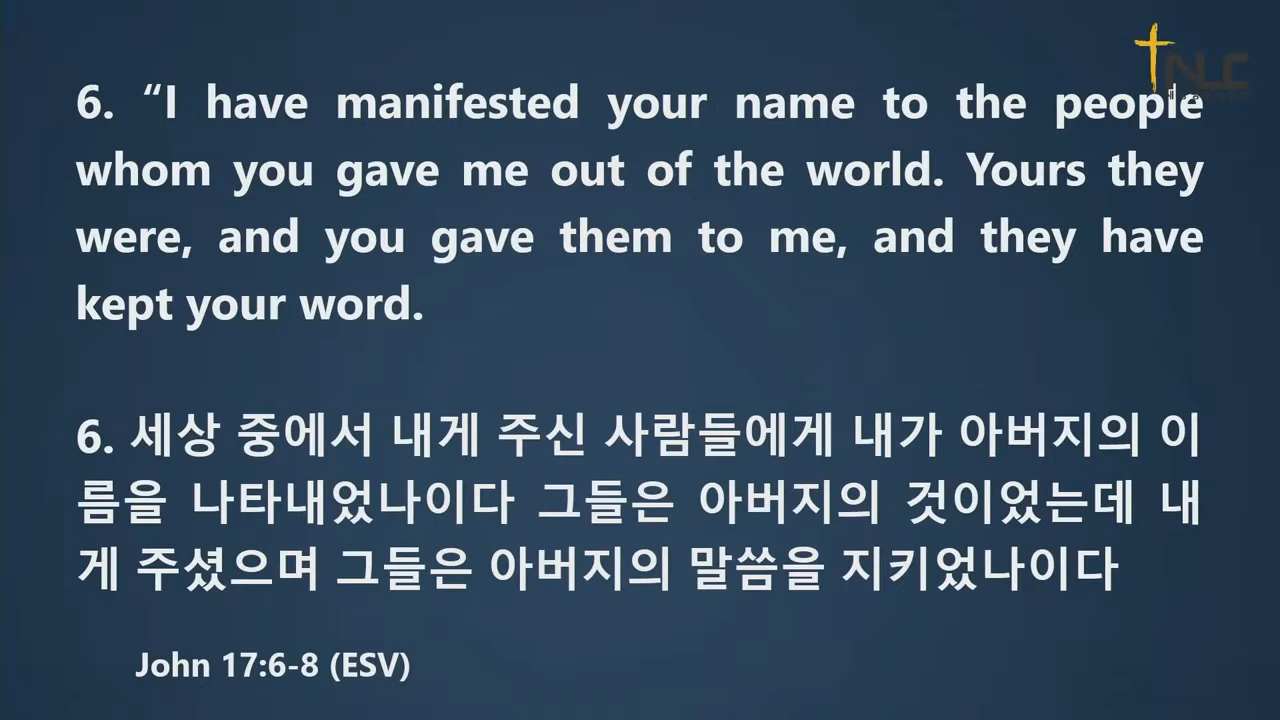 NLC
6. “I have manifested your name to the people
whom you gave me out of the world. Yours they
were, and you gave them to me, and they have
kept your word.
6. 세상 중에서 내게 주신 사람들에게 내가 아버지의 이
름을 나타내었나이다 그들은 아버지의 것이었는데 내
게 주셨으며 그들은 아버지의 말씀을 지키었나이다
John 17:6-8 (ESV)